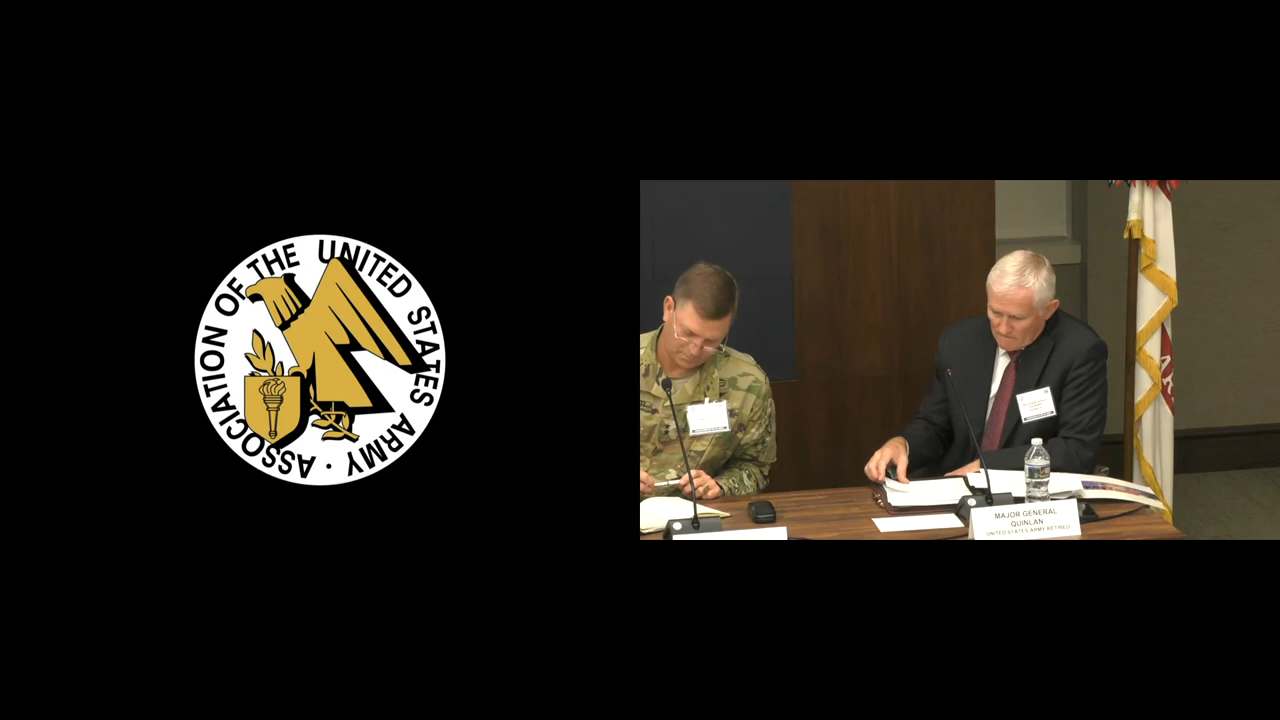 ASSOCIATION OF THE UNITED STATES ARMY ·
MAJOR GENERAL
QUINLAN
UNITED STATES ARMY RETIRED